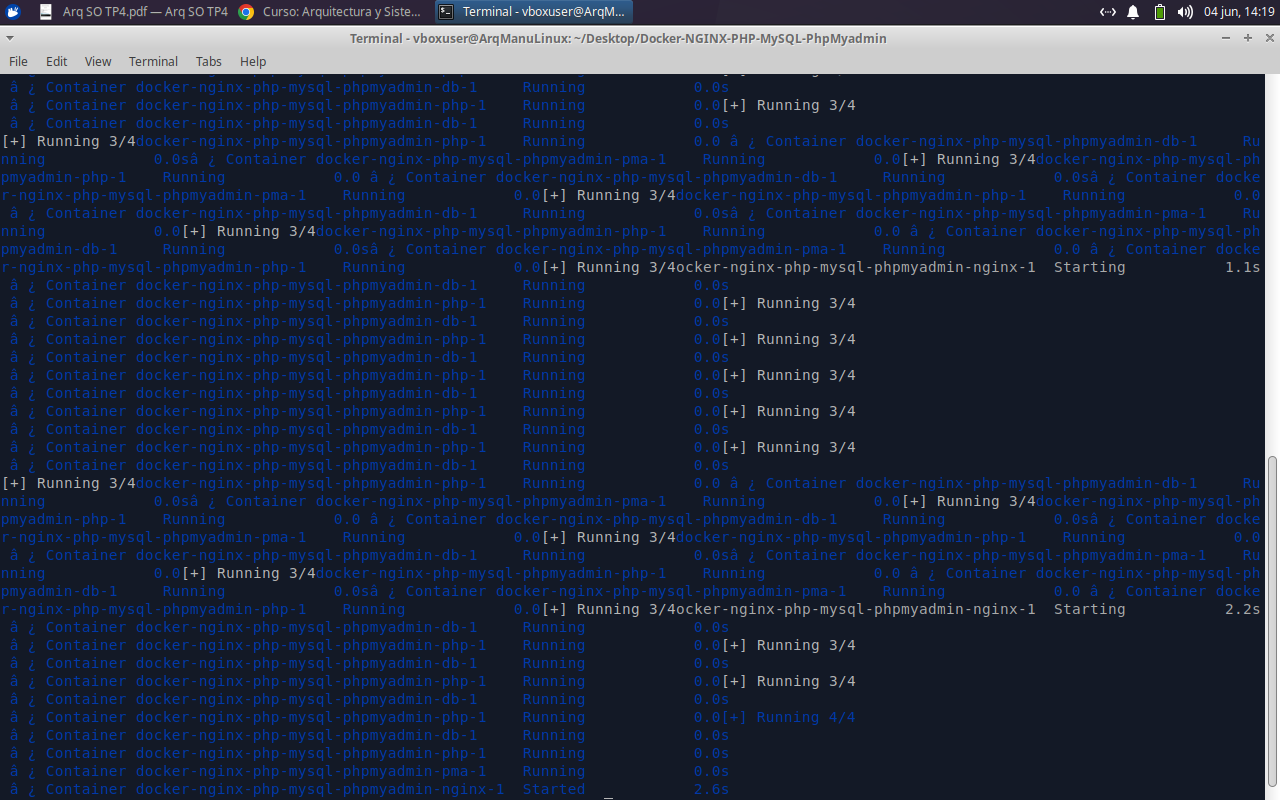 Arq SO TP4.pdf — Arq SO TP4
Curso: Arquitectura y Siste...
Terminal - vboxuser@ArqM...
04 jun, 14:19
Terminal - vboxuser@ArqManuLinux: ~/Desktop/Docker-NGINX-PHP-MySQL-PhpMyadmin
File Edit View Terminal Tabs Help
â ¿ Container docker-nginx-php-mysql-phpmyadmin-db-1 Running 0.0s
â ¿ Container docker-nginx-php-mysql-phpmyadmin-php-1 Running 0.0[+] Running 3/4
â ¿ Container docker-nginx-php-mysql-phpmyadmin-db-1 Running 0.0s
[+] Running 3/4docker-nginx-php-mysql-phpmyadmin-php-1 Running 0.0 â ¿ Container docker-nginx-php-mysql-phpmyadmin-db-1 Ru
nning 0.0sâ ¿ Container docker-nginx-php-mysql-phpmyadmin-pma-1 Running 0.0[+] Running 3/4docker-nginx-php-mysql-ph
pmyadmin-php-1 Running 0.0 â ¿ Container docker-nginx-php-mysql-phpmyadmin-db-1 Running 0.0sâ ¿ Container docke
r-nginx-php-mysql-phpmyadmin-pma-1 Running 0.0[+] Running 3/4docker-nginx-php-mysql-phpmyadmin-php-1 Running 0.0
â ¿ Container docker-nginx-php-mysql-phpmyadmin-db-1 Running 0.0sâ ¿ Container docker-nginx-php-mysql-phpmyadmin-pma-1 Ru
nning 0.0[+] Running 3/4docker-nginx-php-mysql-phpmyadmin-php-1 Running 0.0 â ¿ Container docker-nginx-php-mysql-ph
pmyadmin-db-1 Running 0.0sâ ¿ Container docker-nginx-php-mysql-phpmyadmin-pma-1 Running 0.0 â ¿ Container docke
r-nginx-php-mysql-phpmyadmin-php-1 Running 0.0[+] Running 3/4ocker-nginx-php-mysql-phpmyadmin-nginx-1 Starting 1.1s
â ¿ Container docker-nginx-php-mysql-phpmyadmin-db-1 Running 0.0s
â ¿ Container docker-nginx-php-mysql-phpmyadmin-php-1 Running 0.0[+] Running 3/4
â ¿ Container docker-nginx-php-mysql-phpmyadmin-db-1 Running 0.0s
â ¿ Container docker-nginx-php-mysql-phpmyadmin-php-1 Running 0.0[+] Running 3/4
â ¿ Container docker-nginx-php-mysql-phpmyadmin-db-1 Running 0.0s
â ¿ Container docker-nginx-php-mysql-phpmyadmin-php-1 Running 0.0[+] Running 3/4
â ¿ Container docker-nginx-php-mysql-phpmyadmin-db-1 Running 0.0s
â ¿ Container docker-nginx-php-mysql-phpmyadmin-php-1 Running 0.0[+] Running 3/4
â ¿ Container docker-nginx-php-mysql-phpmyadmin-db-1 Running 0.0s
â ¿ Container docker-nginx-php-mysql-phpmyadmin-php-1 Running 0.0[+] Running 3/4
â ¿ Container docker-nginx-php-mysql-phpmyadmin-db-1 Running 0.0s
[+] Running 3/4docker-nginx-php-mysql-phpmyadmin-php-1 Running 0.0 â ¿ Container docker-nginx-php-mysql-phpmyadmin-db-1 Ru
nning 0.0sâ ¿ Container docker-nginx-php-mysql-phpmyadmin-pma-1 Running 0.0[+] Running 3/4docker-nginx-php-mysql-ph
pmyadmin-php-1 Running 0.0 â ¿ Container docker-nginx-php-mysql-phpmyadmin-db-1 Running 0.0sâ ¿ Container docke
r-nginx-php-mysql-phpmyadmin-pma-1 Running 0.0[+] Running 3/4docker-nginx-php-mysql-phpmyadmin-php-1 Running 0.0
â ¿ Container docker-nginx-php-mysql-phpmyadmin-db-1 Running 0.0sâ ¿ Container docker-nginx-php-mysql-phpmyadmin-pma-1 Ru
nning 0.0[+] Running 3/4docker-nginx-php-mysql-phpmyadmin-php-1 Running 0.0 â ¿ Container docker-nginx-php-mysql-ph
pmyadmin-db-1 Running 0.0sâ ¿ Container docker-nginx-php-mysql-phpmyadmin-pma-1 Running 0.0 â ¿ Container docke
r-nginx-php-mysql-phpmyadmin-php-1 Running 0.0[+] Running 3/4ocker-nginx-php-mysql-phpmyadmin-nginx-1 Starting 2.2s
â ¿ Container docker-nginx-php-mysql-phpmyadmin-db-1 Running 0.0s
â ¿ Container docker-nginx-php-mysql-phpmyadmin-php-1 Running 0.0[+] Running 3/4
â ¿ Container docker-nginx-php-mysql-phpmyadmin-db-1 Running 0.0s
â ¿ Container docker-nginx-php-mysql-phpmyadmin-php-1 Running 0.0[+] Running 3/4
â ¿ Container docker-nginx-php-mysql-phpmyadmin-db-1 Running 0.0s
â ¿ Container docker-nginx-php-mysql-phpmyadmin-php-1 Running 0.0[+] Running 4/4
â ¿ Container docker-nginx-php-mysql-phpmyadmin-db-1 Running 0.0s
â ¿ Container docker-nginx-php-mysql-phpmyadmin-php-1 Running 0.0s
â ¿ Container docker-nginx-php-mysql-phpmyadmin-pma-1 Running 0.0s
â ¿ Container docker-nginx-php-mysql-phpmyadmin-nginx-1 Started 2.6s